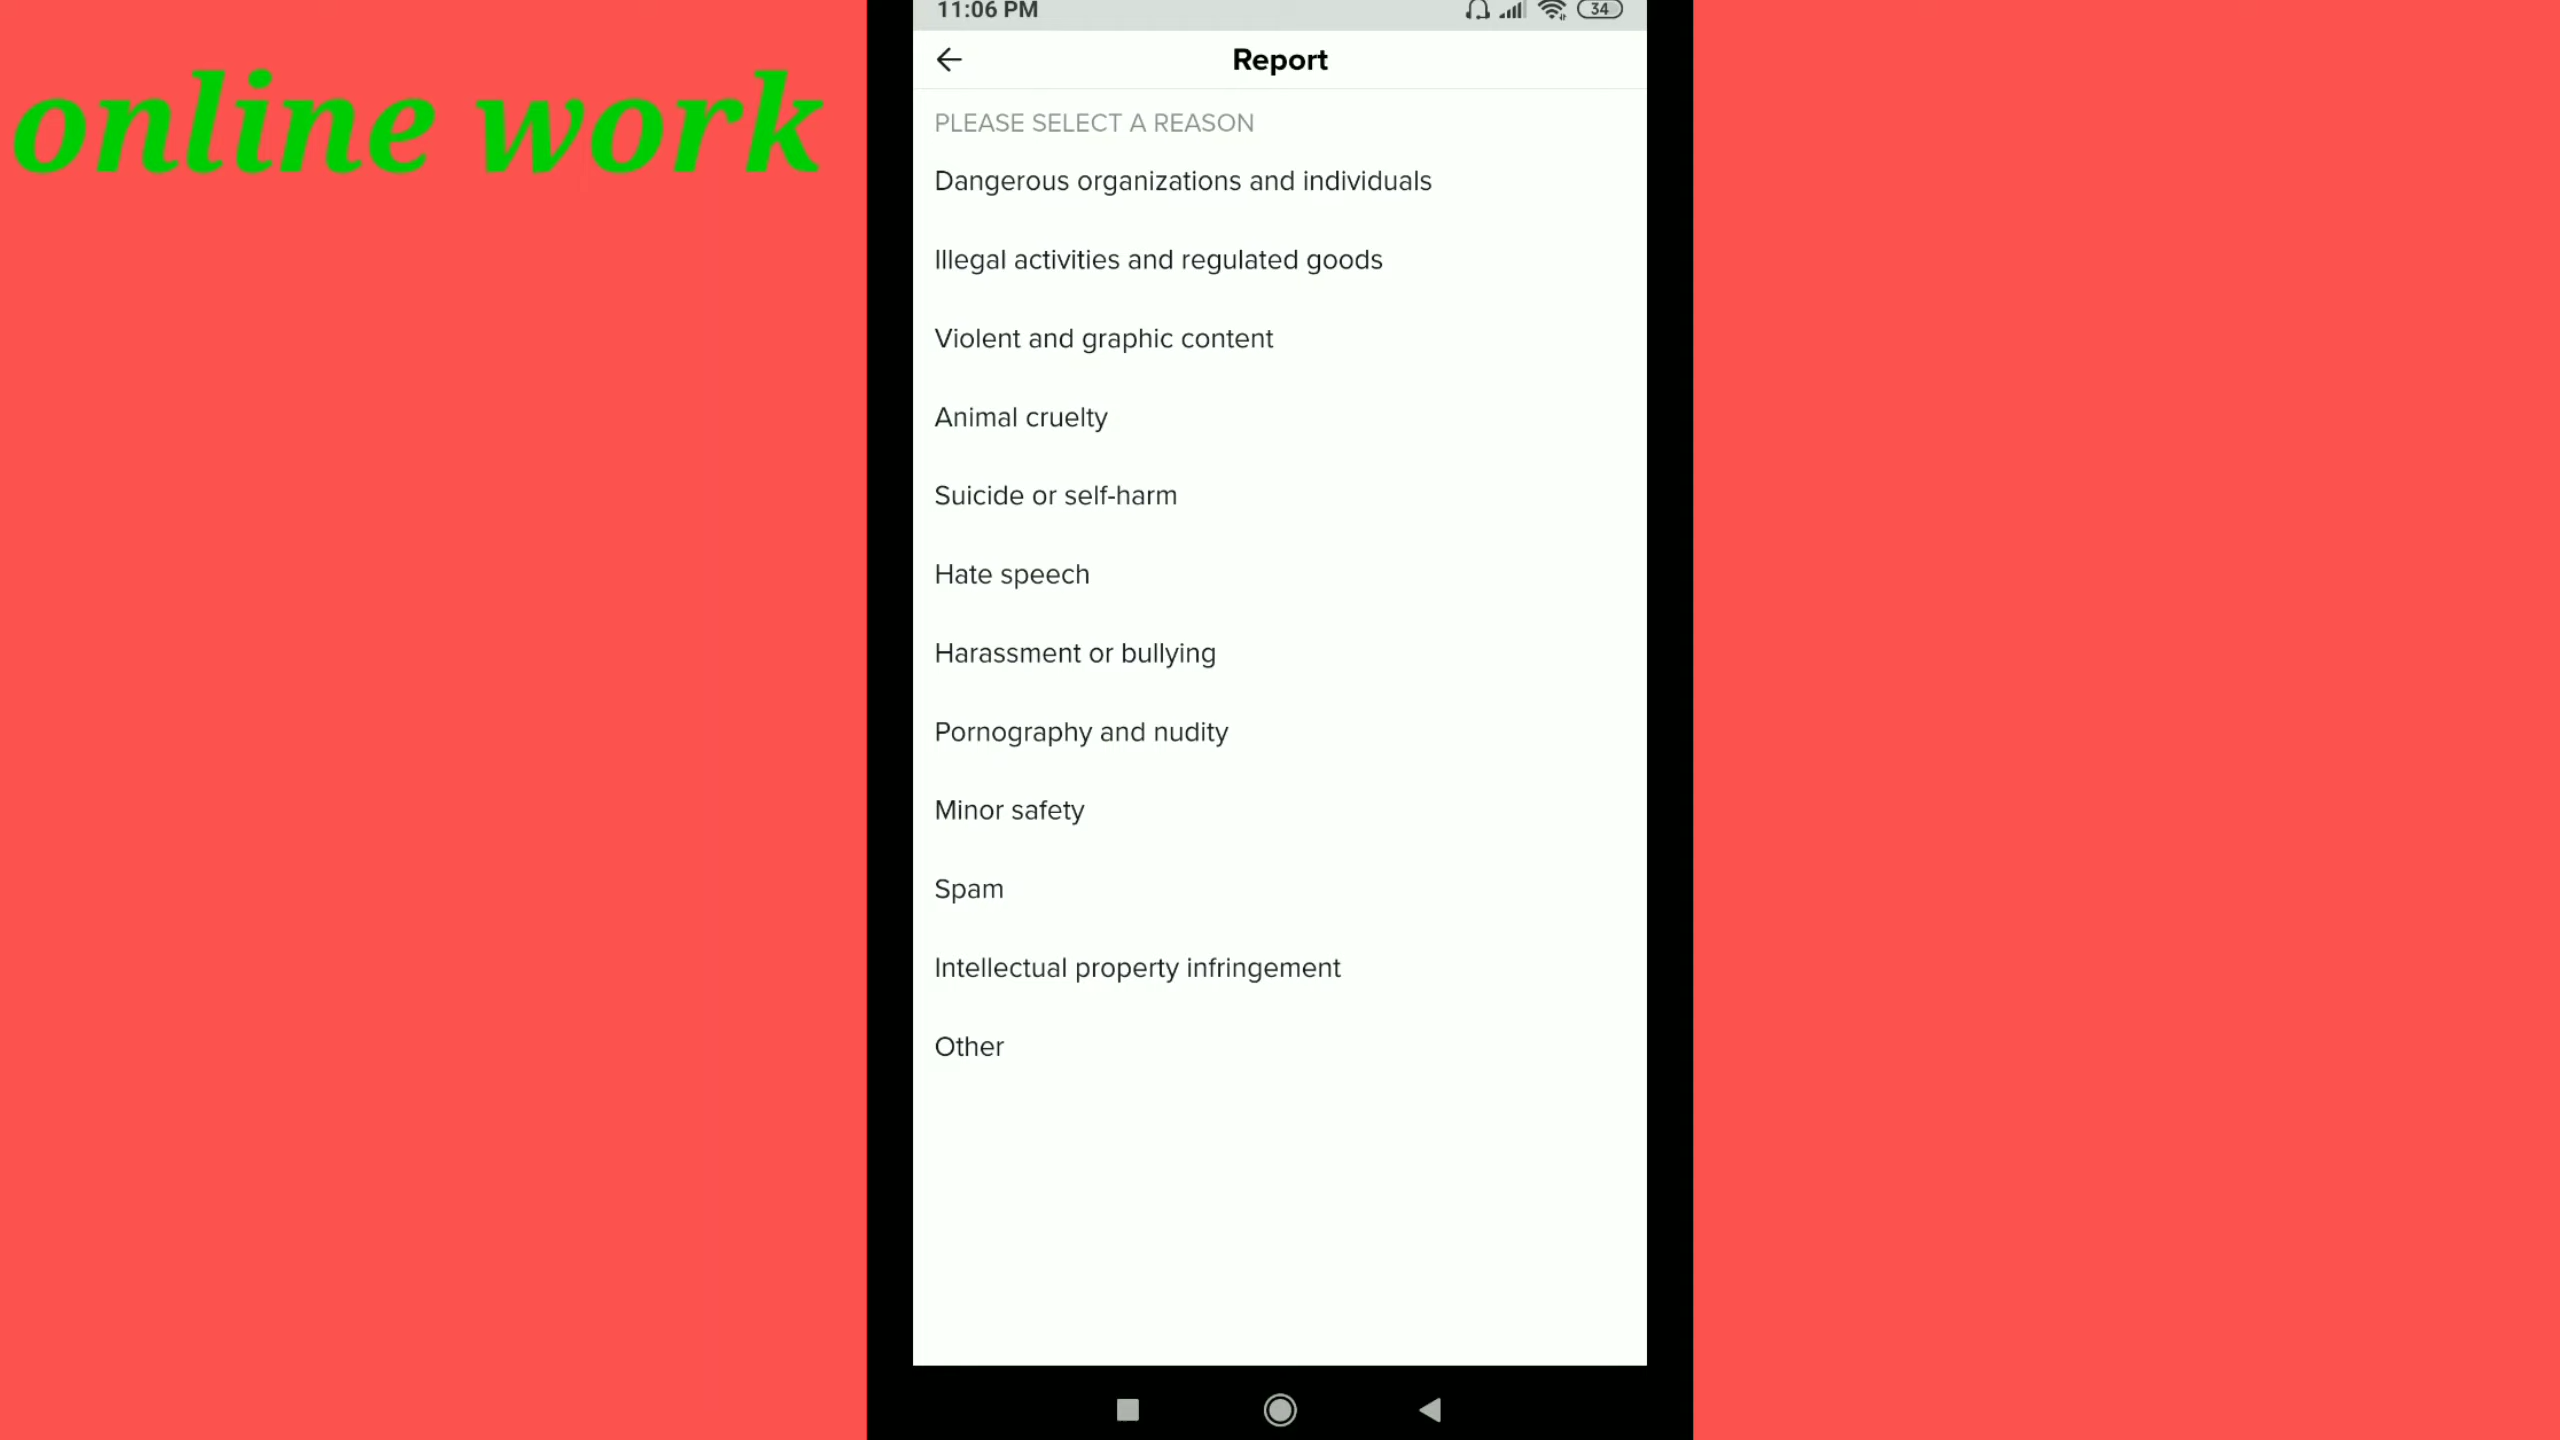 online work
11:06 PM
34
Report
PLEASE SELECT A REASON
Dangerous organizations and individuals
Illegal activities and regulated goods
Violent and graphic content
Animal cruelty
Suicide or self-harm
Hate speech
Harassment or bullying
Pornography and nudity
Minor safety
Spam
Intellectual property infringement
Other